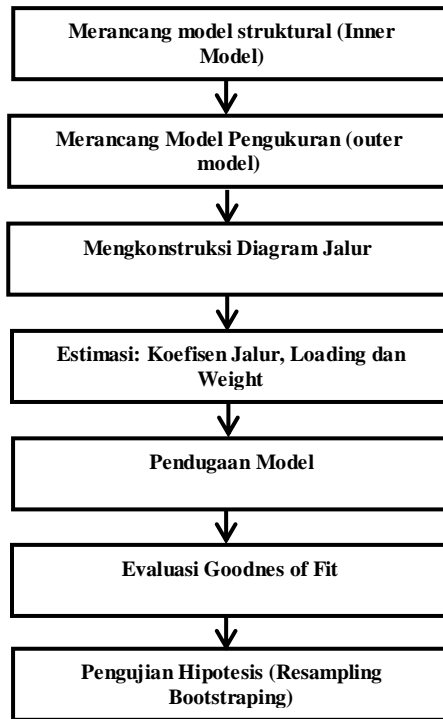 Merancang model struktural (Inner
Model)
Merancang Model Pengukuran (outer
model)
Mengkonstruksi Diagram Jalur
Estimasi: Koefisen Jalur, Loading dan
Weight
Pendugaan Model
Evaluasi Goodnes of Fit
Pengujian Hipotesis (Resampling
Bootstraping)